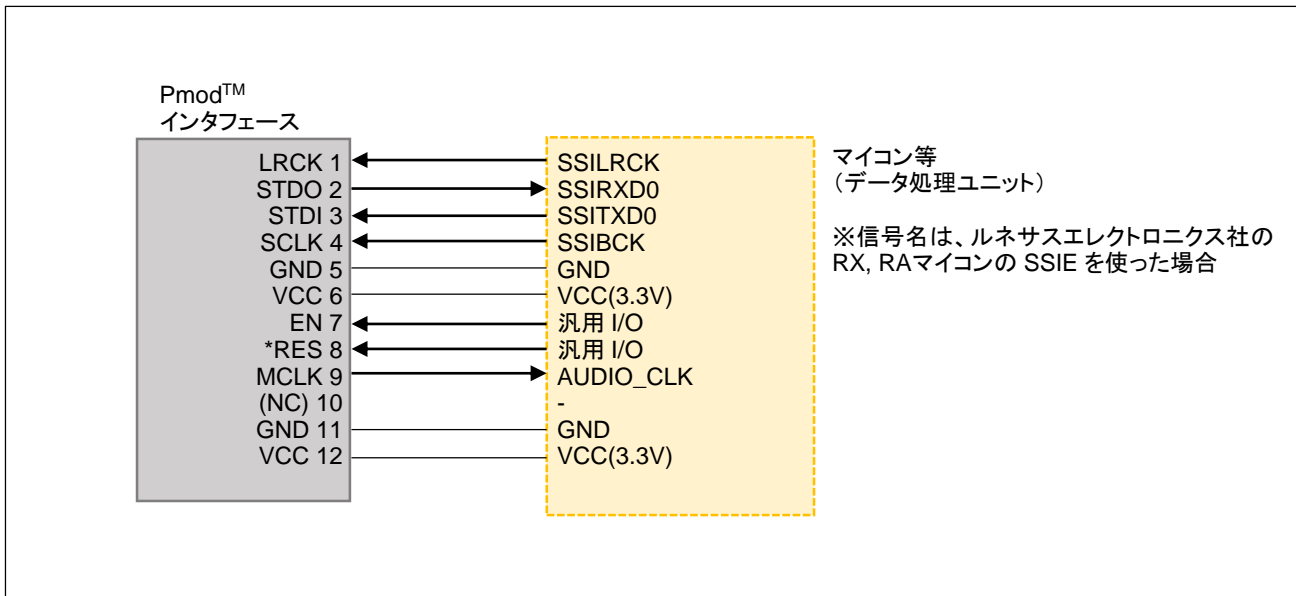 Pmod™
インタフェース
LRCK 1 SSILRCK
STDO 2 SSIRXD0
STDI 3 SSITXD0
SCLK 4 SSIBCK
GND 5 GND
VCC 6 VCC(3.3V)
EN 7 汎用 I/O
*RES 8 汎用 I/O
MCLK 9 AUDIO_CLK
(NC) 10 -
GND 11 GND
VCC 12 VCC(3.3V)
マイコン等
（データ処理ユニット）
※信号名は、ルネサスエレクトロニクス社の
RX, RAマイコンの SSIE を使った場合